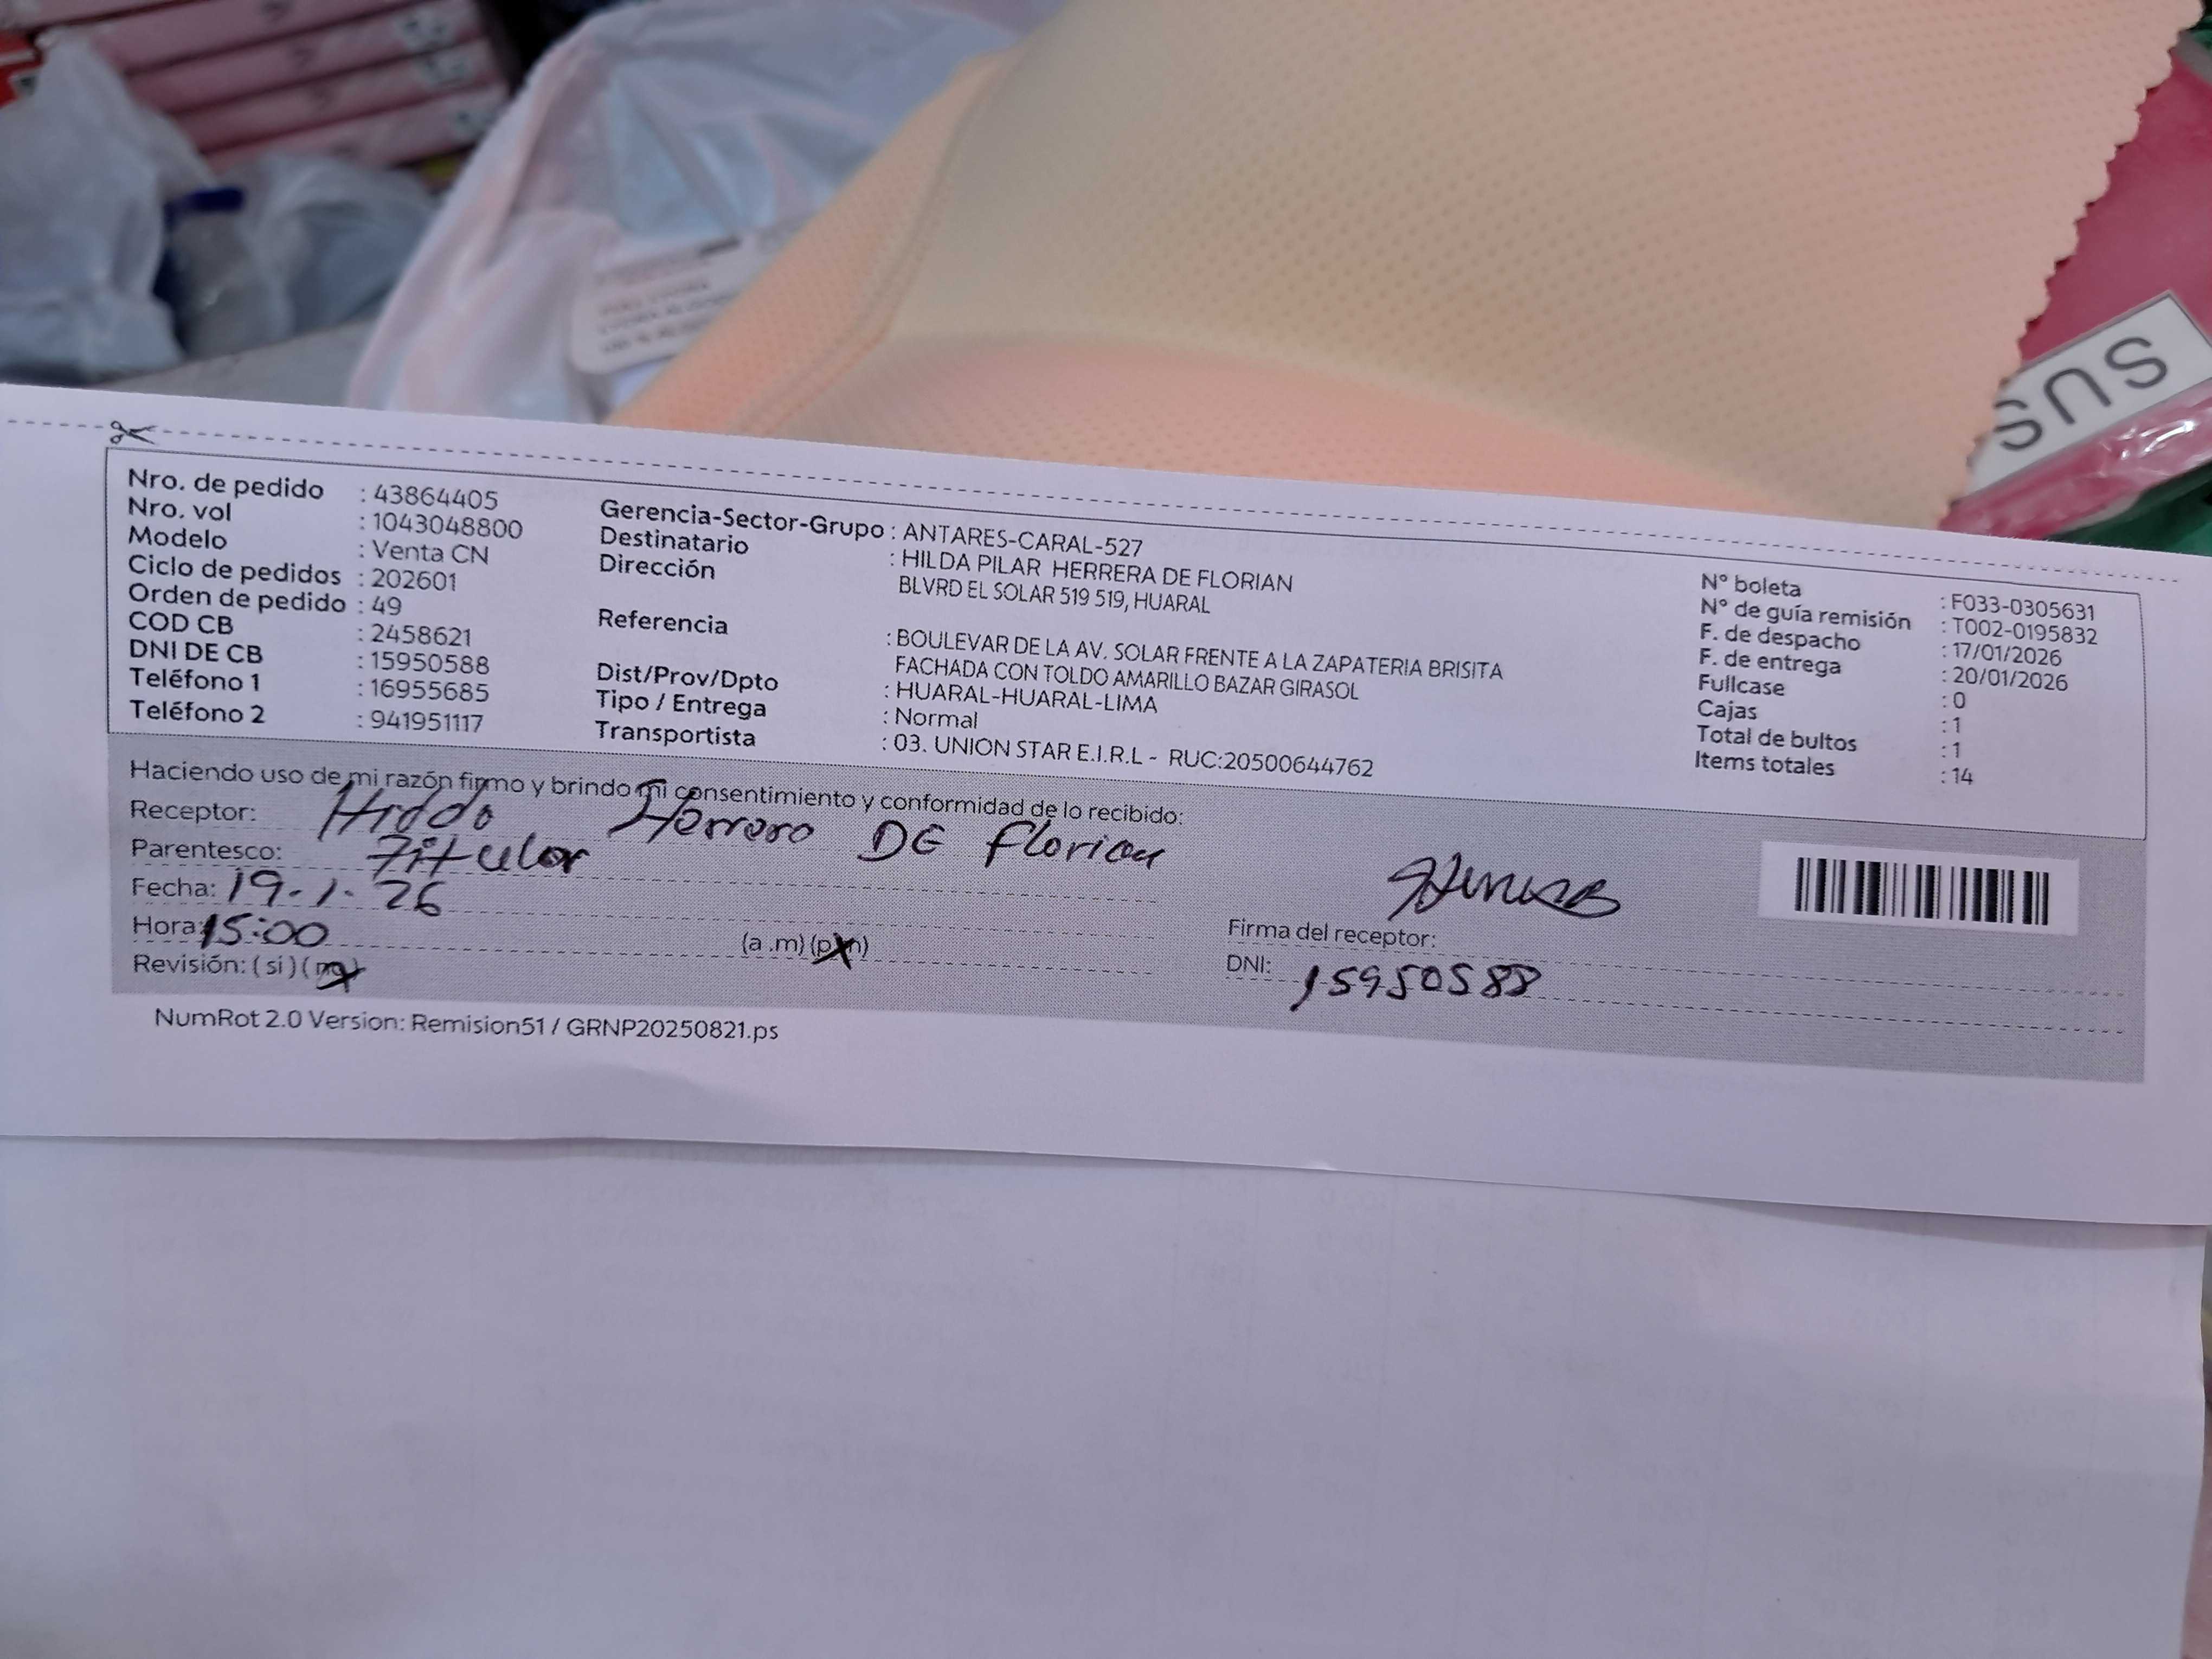 SUS
Nro. de pedido : 43864405
Nro. vol : 1043048800
Modelo : Venta CN
Ciclo de pedidos : 202601
Orden de pedido : 49
COD CB : 2458621
DNI DE CB : 15950588
Teléfono 1 : 16955685
Teléfono 2 : 941951117
Gerencia-Sector-Grupo : ANTARES-CARAL-527
Destinatario : HILDA PILAR HERRERA DE FLORIAN
Dirección BLVRD EL SOLAR 519 519, HUARAL
Referencia : BOULEVAR DE LA AV. SOLAR FRENTE A LA ZAPATERIA BRISITA
FACHADA CON TOLDO AMARILLO BAZAR GIRASOL
Dist/Prov/Dpto : HUARAL-HUARAL-LIMA
Tipo / Entrega : Normal
Transportista : 03. UNION STAR E.I.R.L - RUC:20500644762
N° boleta : F033-0305631
N° de guía remisión : T002-0195832
F. de despacho : 17/01/2026
F. de entrega : 20/01/2026
Fullcase : 0
Cajas : 1
Total de bultos : 1
Items totales : 14
Haciendo uso de mi razón firmo y brindo mi consentimiento y conformidad de lo recibido:
Receptor: Hilda Herrera DE Florian
Parentesco: Titular
Fecha: 19-1-26
Hora: 15:00 (a .m) (p.m)
Revisión: ( si ) ( no )
Firma del receptor:
DNI: 15950588
NumRot 2.0 Version: Remision51 / GRNP20250821.ps